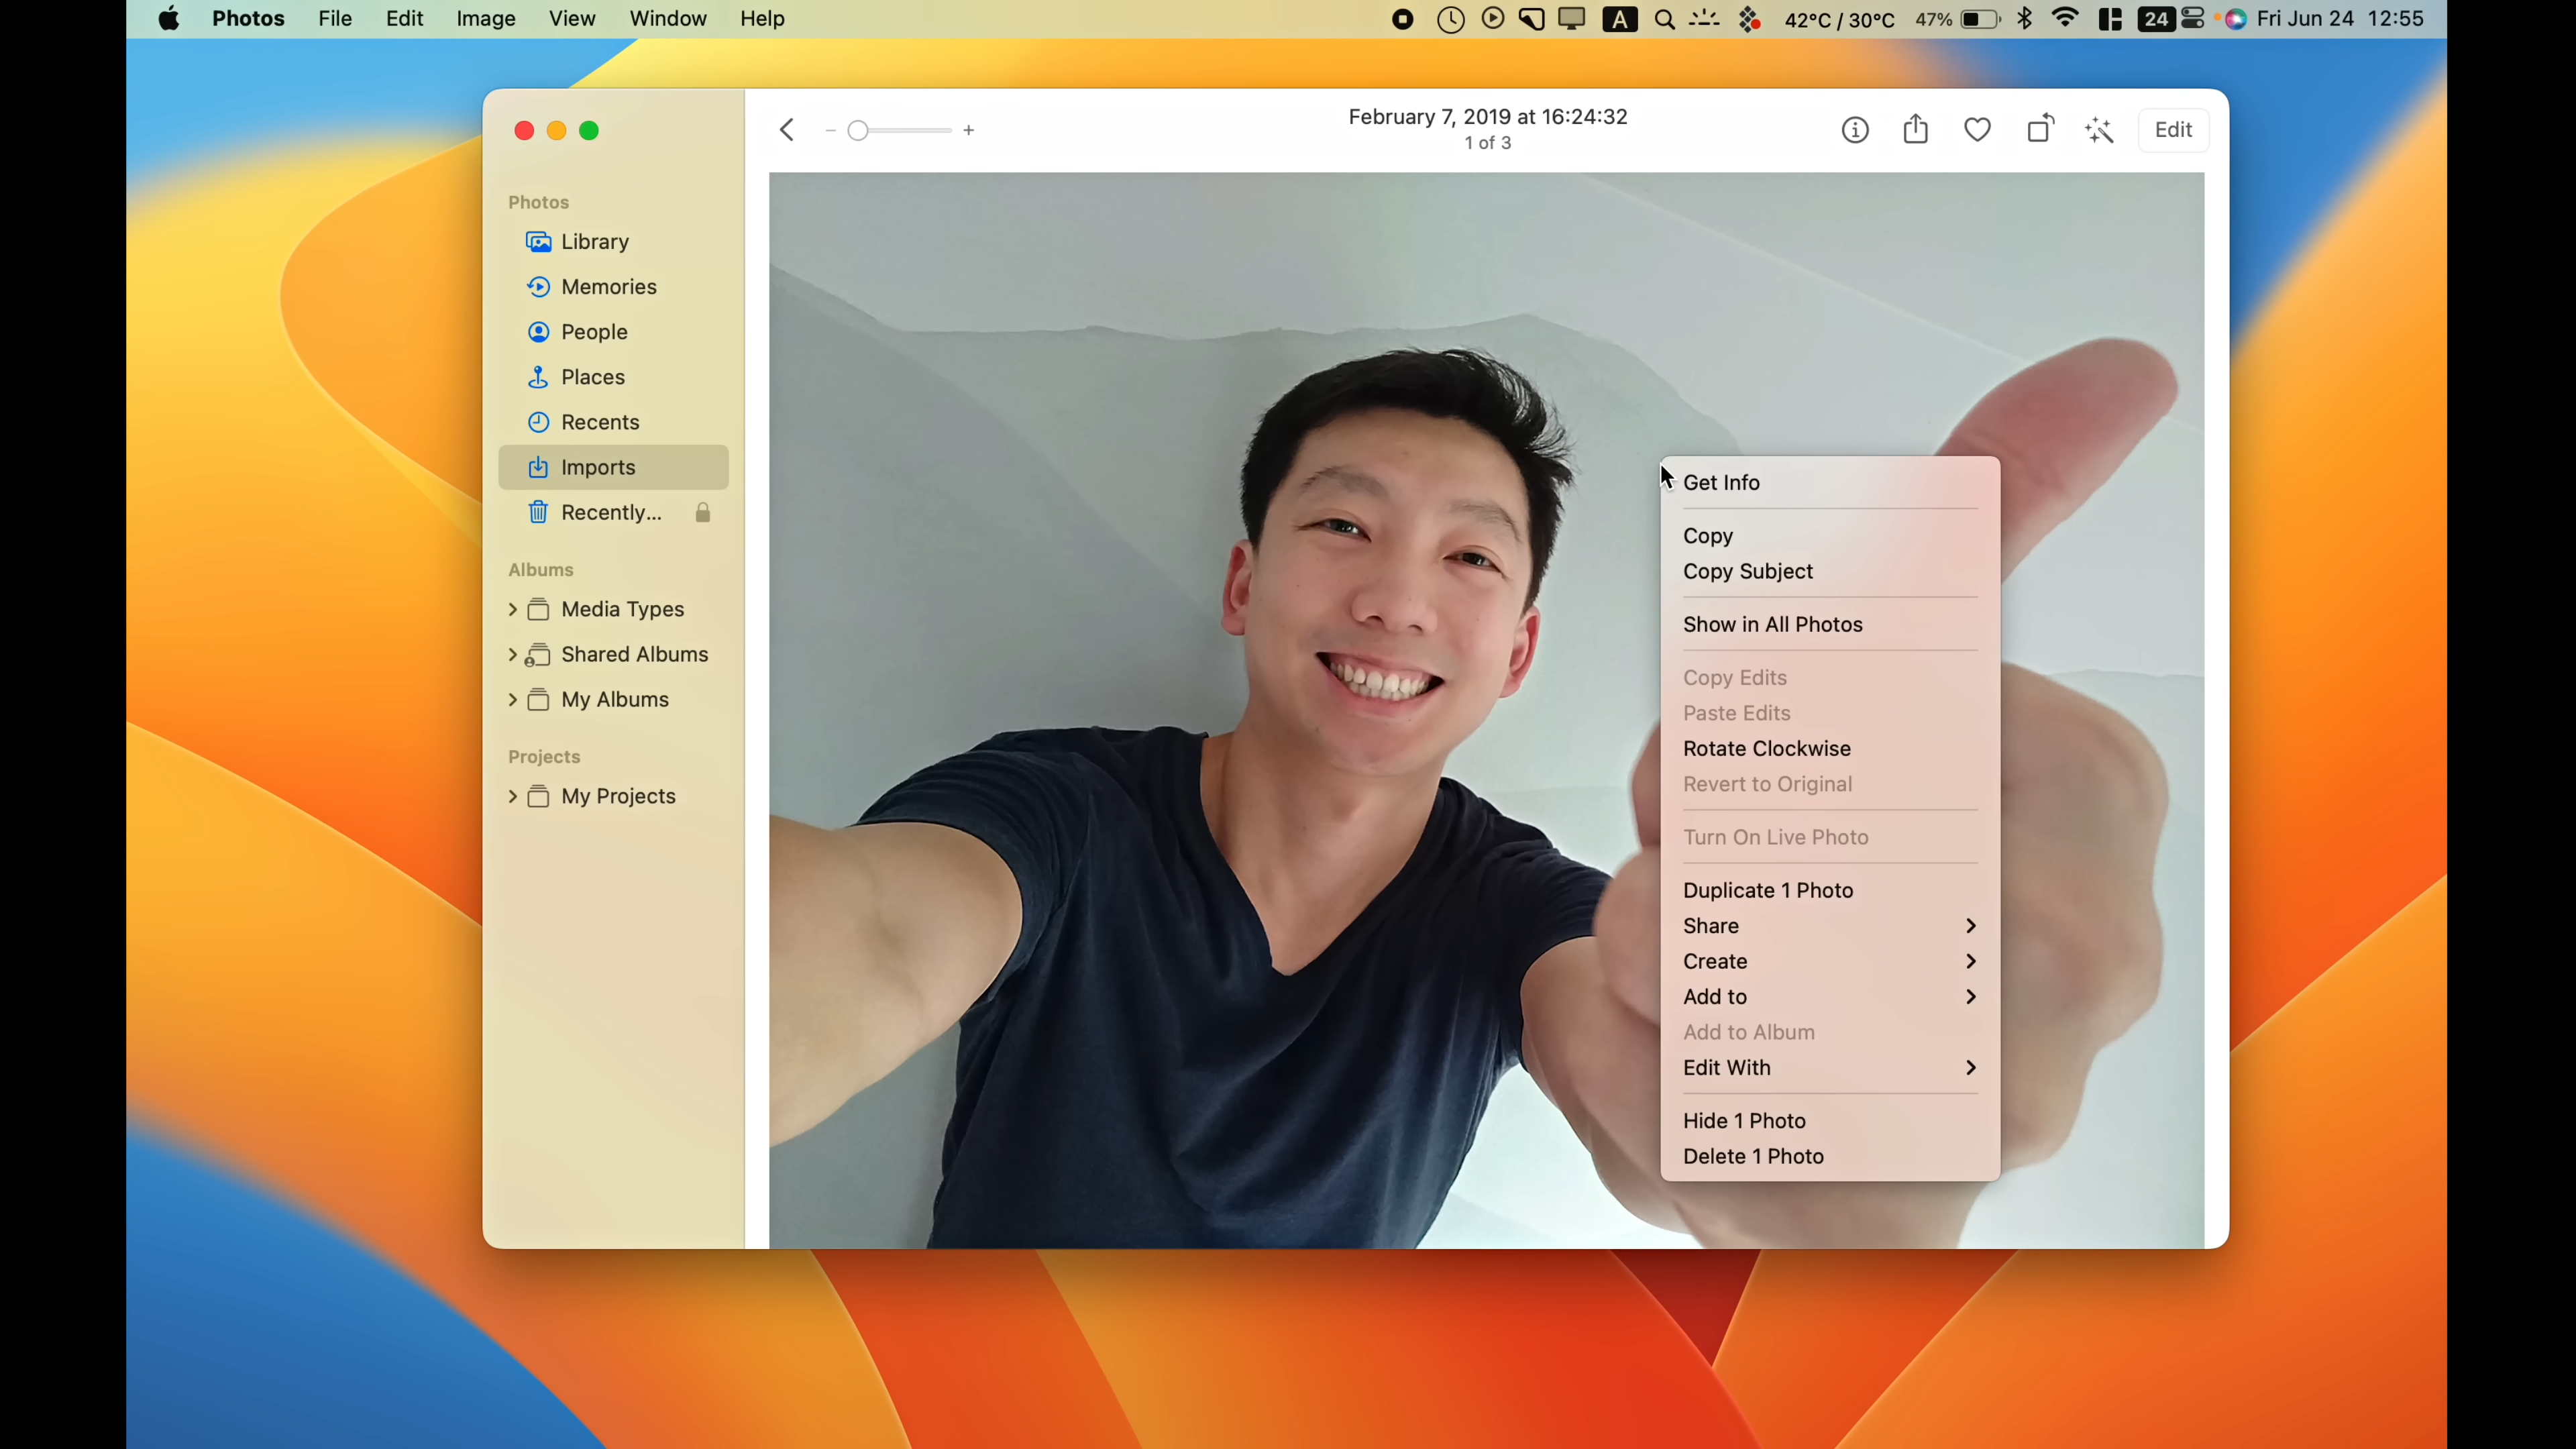 Photos File Edit Image View Window Help
A 42°C / 30°C 47% 24 Fri Jun 24 12:55
February 7, 2019 at 16:24:32
1 of 3
Edit
Photos
Library
Memories
People
Places
Recents
Imports
Recently...
Albums
Media Types
Shared Albums
My Albums
Projects
My Projects
Get Info
Copy
Copy Subject
Show in All Photos
Copy Edits
Paste Edits
Rotate Clockwise
Revert to Original
Turn On Live Photo
Duplicate 1 Photo
Share
Create
Add to
Add to Album
Edit With
Hide 1 Photo
Delete 1 Photo